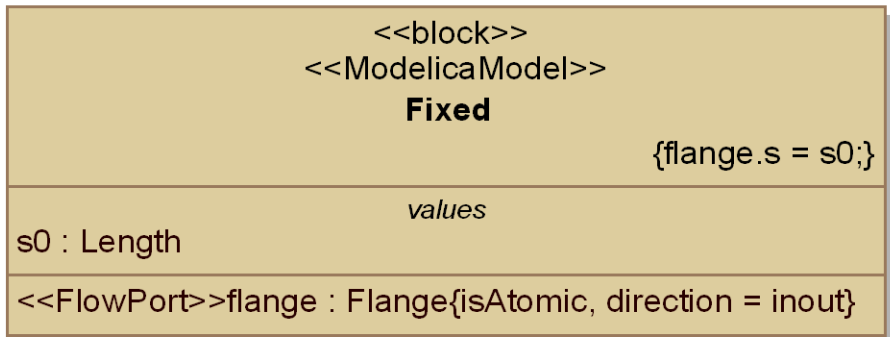 <<block>>
<<ModelicaModel>>
Fixed
{flange.s = s0;}
values
s0 : Length
<<FlowPort>>flange : Flange{isAtomic, direction = inout}